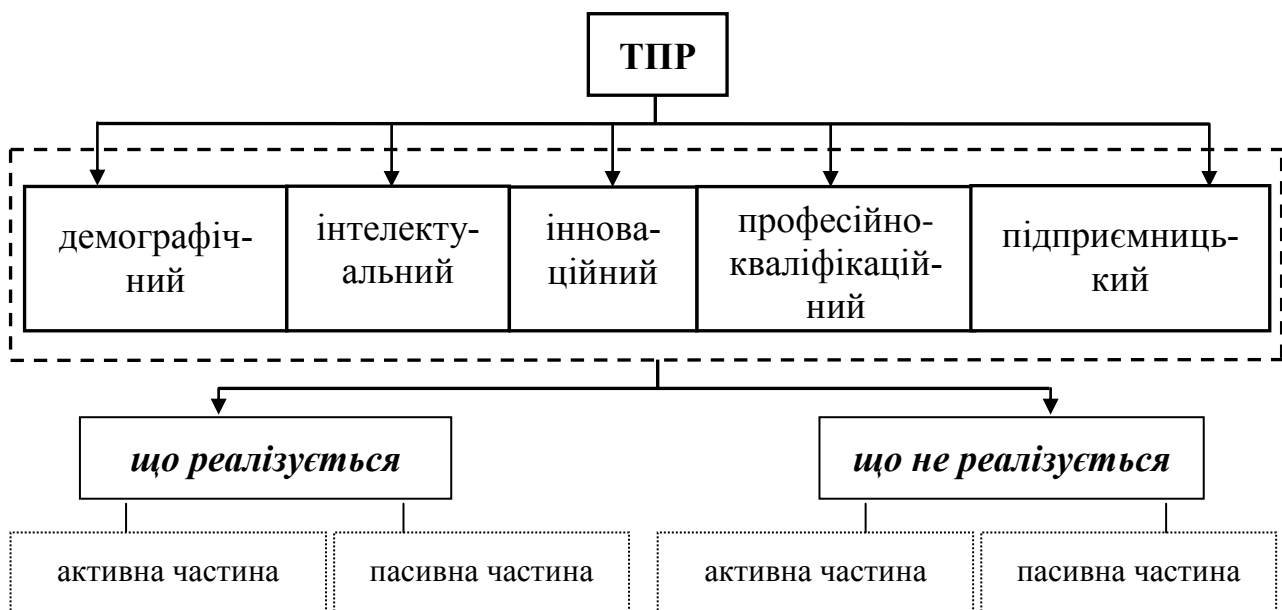 ТПР
демографіч-
ний
інтелекту-
альний
іннова-
ційний
професійно-
кваліфікацій-
ний
підприємниць-
кий
що реалізується
що не реалізується
активна частина
пасивна частина
активна частина
пасивна частина